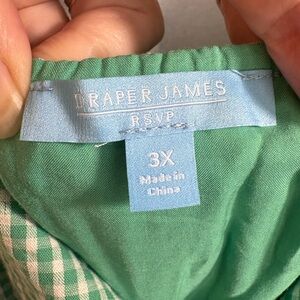 DRAPER JAMES
RSVP
3X
Made in
China